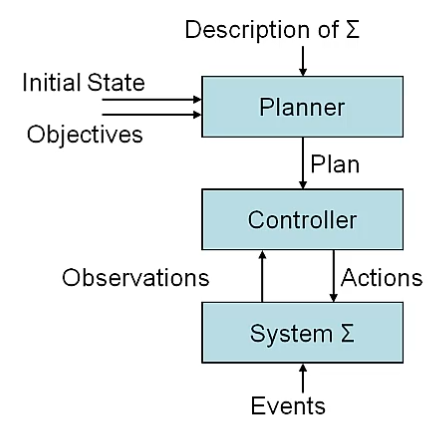 Description of Σ
Initial State
Planner
Objectives
Plan
Controller
Observations
Actions
System Σ
Events